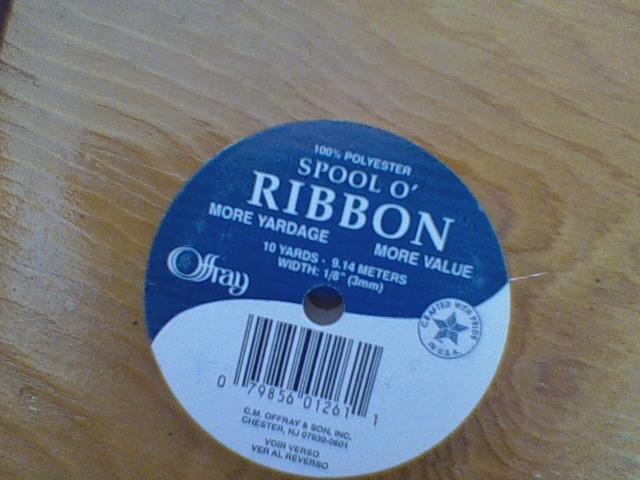 100% POLYESTER
SPOOL O'
RIBBON
MORE YARDAGE
MORE VALUE
10 YARDS - 9.14 METERS
WIDTH: 1/8" (3mm)
Offray
CRAFTED WITH PRIDE
IN U.S.A.
0 79856 01261 1
C.M. OFFRAY & SON, INC.
CHESTER, NJ 07930-0601
VOIR VERSO
VER AL REVERSO